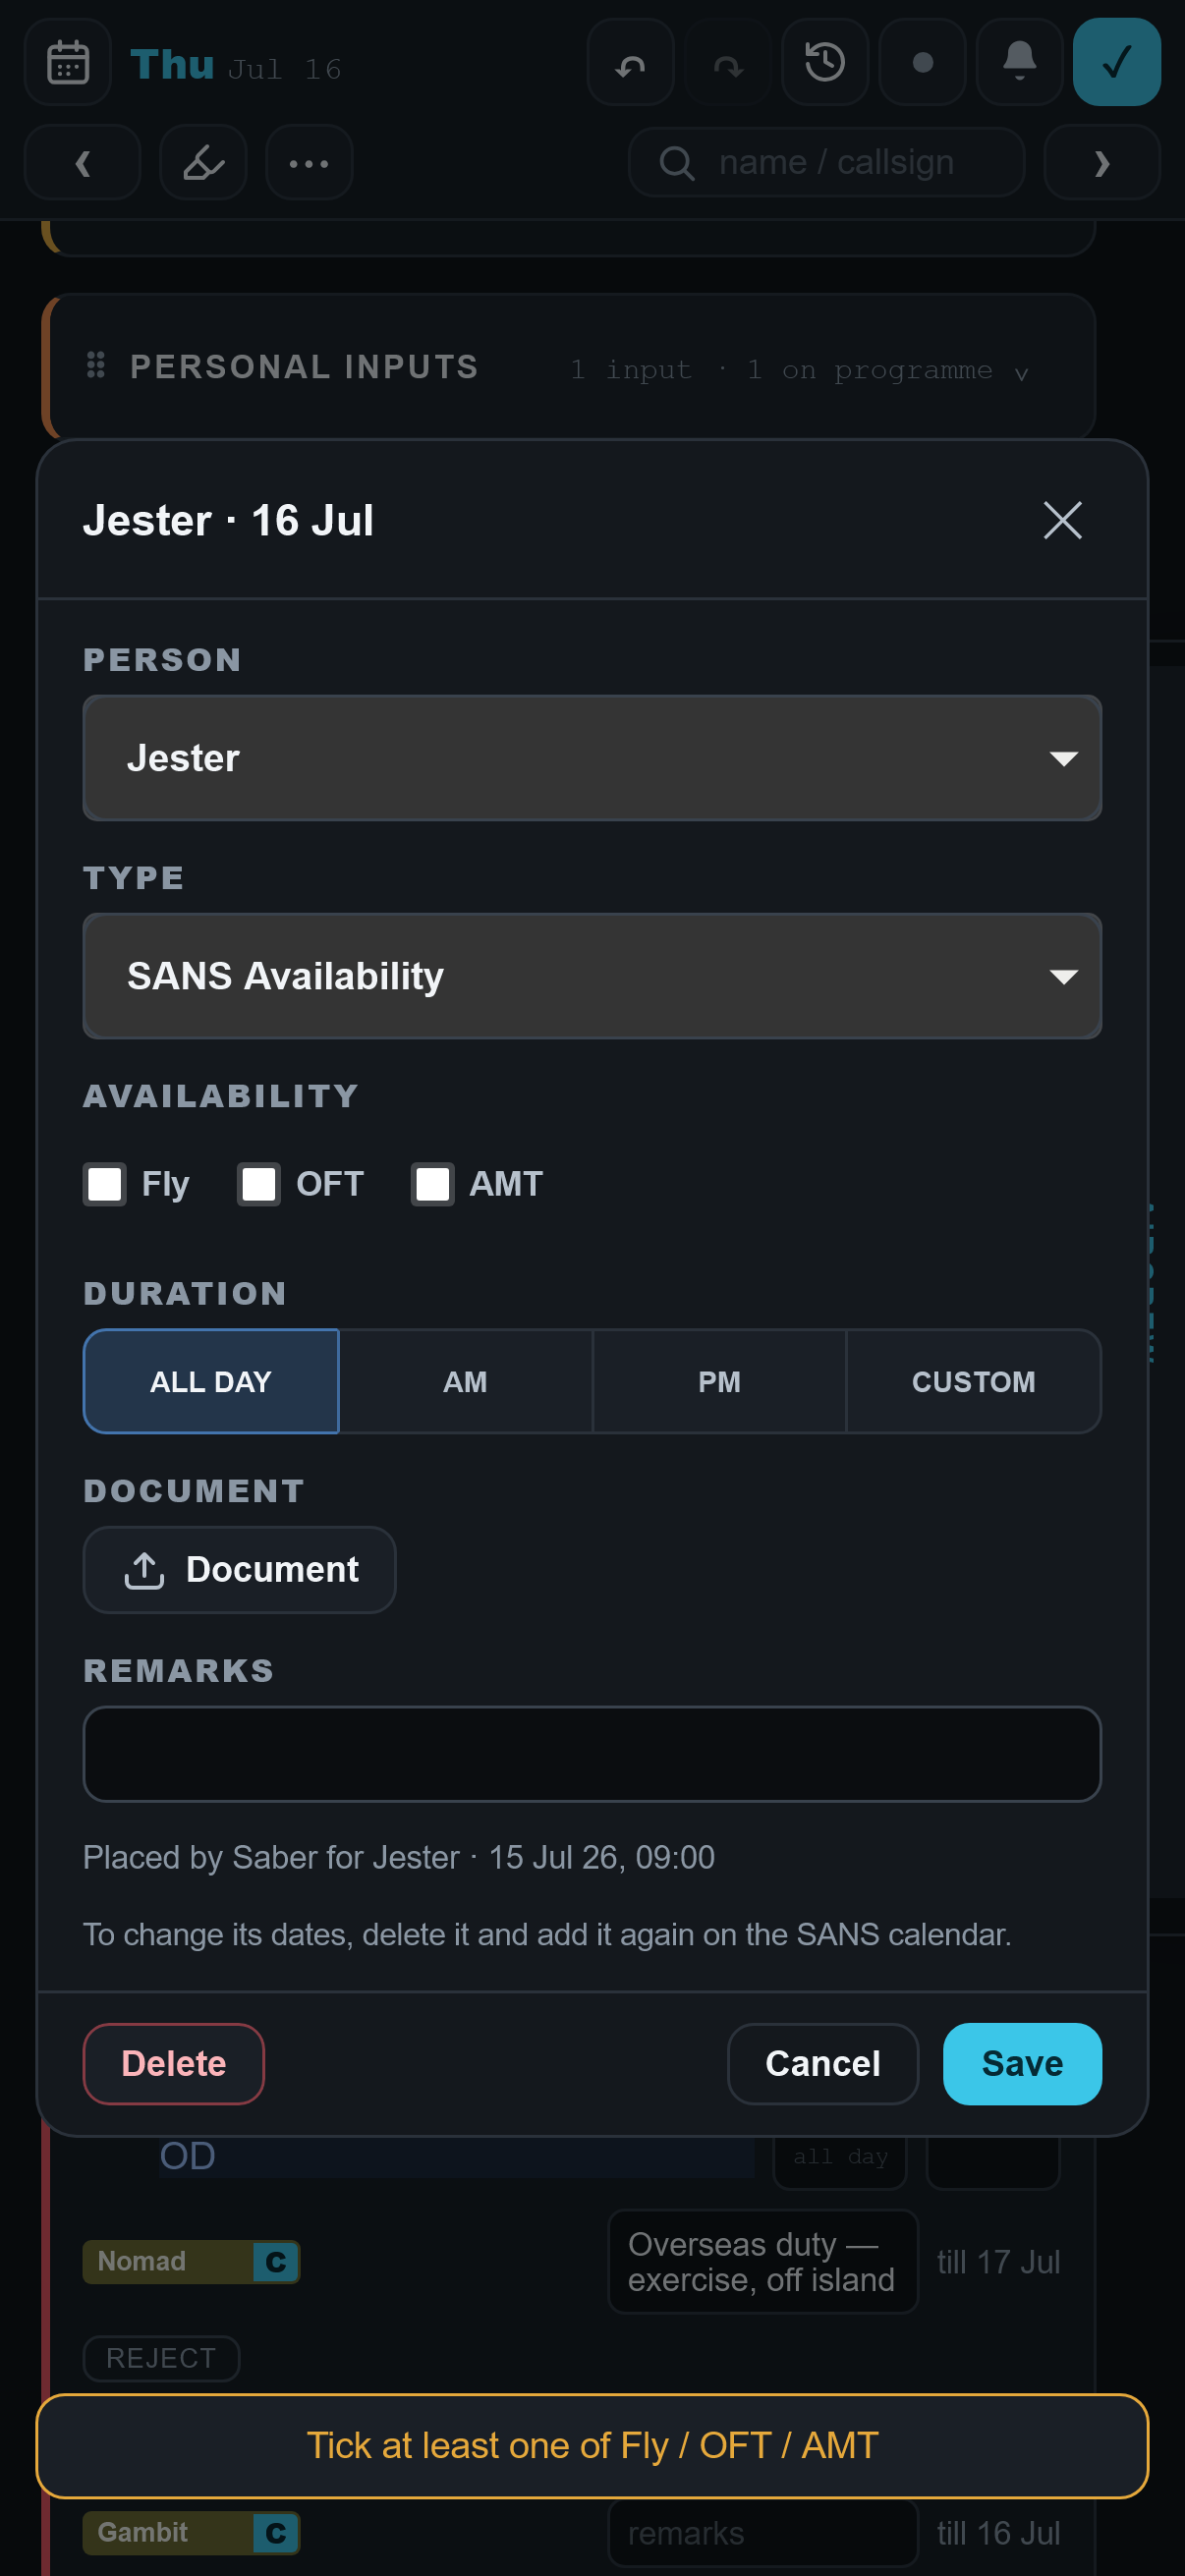 Thu Jul 16
name / callsign
PERSONAL INPUTS 1 input · 1 on programme
Jester · 16 Jul
PERSON
Jester
TYPE
SANS Availability
AVAILABILITY
Fly OFT AMT
DURATION
ALL DAY AM PM CUSTOM
DOCUMENT
Document
REMARKS
Placed by Saber for Jester · 15 Jul 26, 09:00
To change its dates, delete it and add it again on the SANS calendar.
Delete Cancel Save
OD all day
Nomad C Overseas duty —
exercise, off island till 17 Jul
REJECT
Tick at least one of Fly / OFT / AMT
Gambit C remarks till 16 Jul